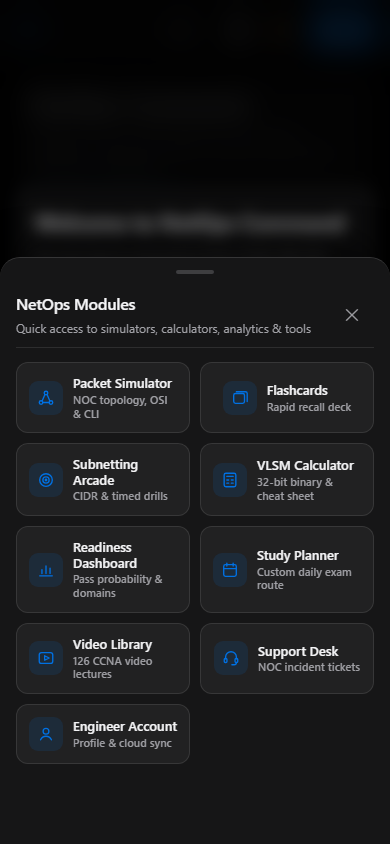 NetOps Modules
Quick access to simulators, calculators, analytics & tools
Packet Simulator
NOC topology, OSI
& CLI
Flashcards
Rapid recall deck
Subnetting
Arcade
CIDR & timed drills
VLSM Calculator
32-bit binary &
cheat sheet
Readiness
Dashboard
Pass probability &
domains
Study Planner
Custom daily exam
route
Video Library
126 CCNA video
lectures
Support Desk
NOC incident tickets
Engineer Account
Profile & cloud sync